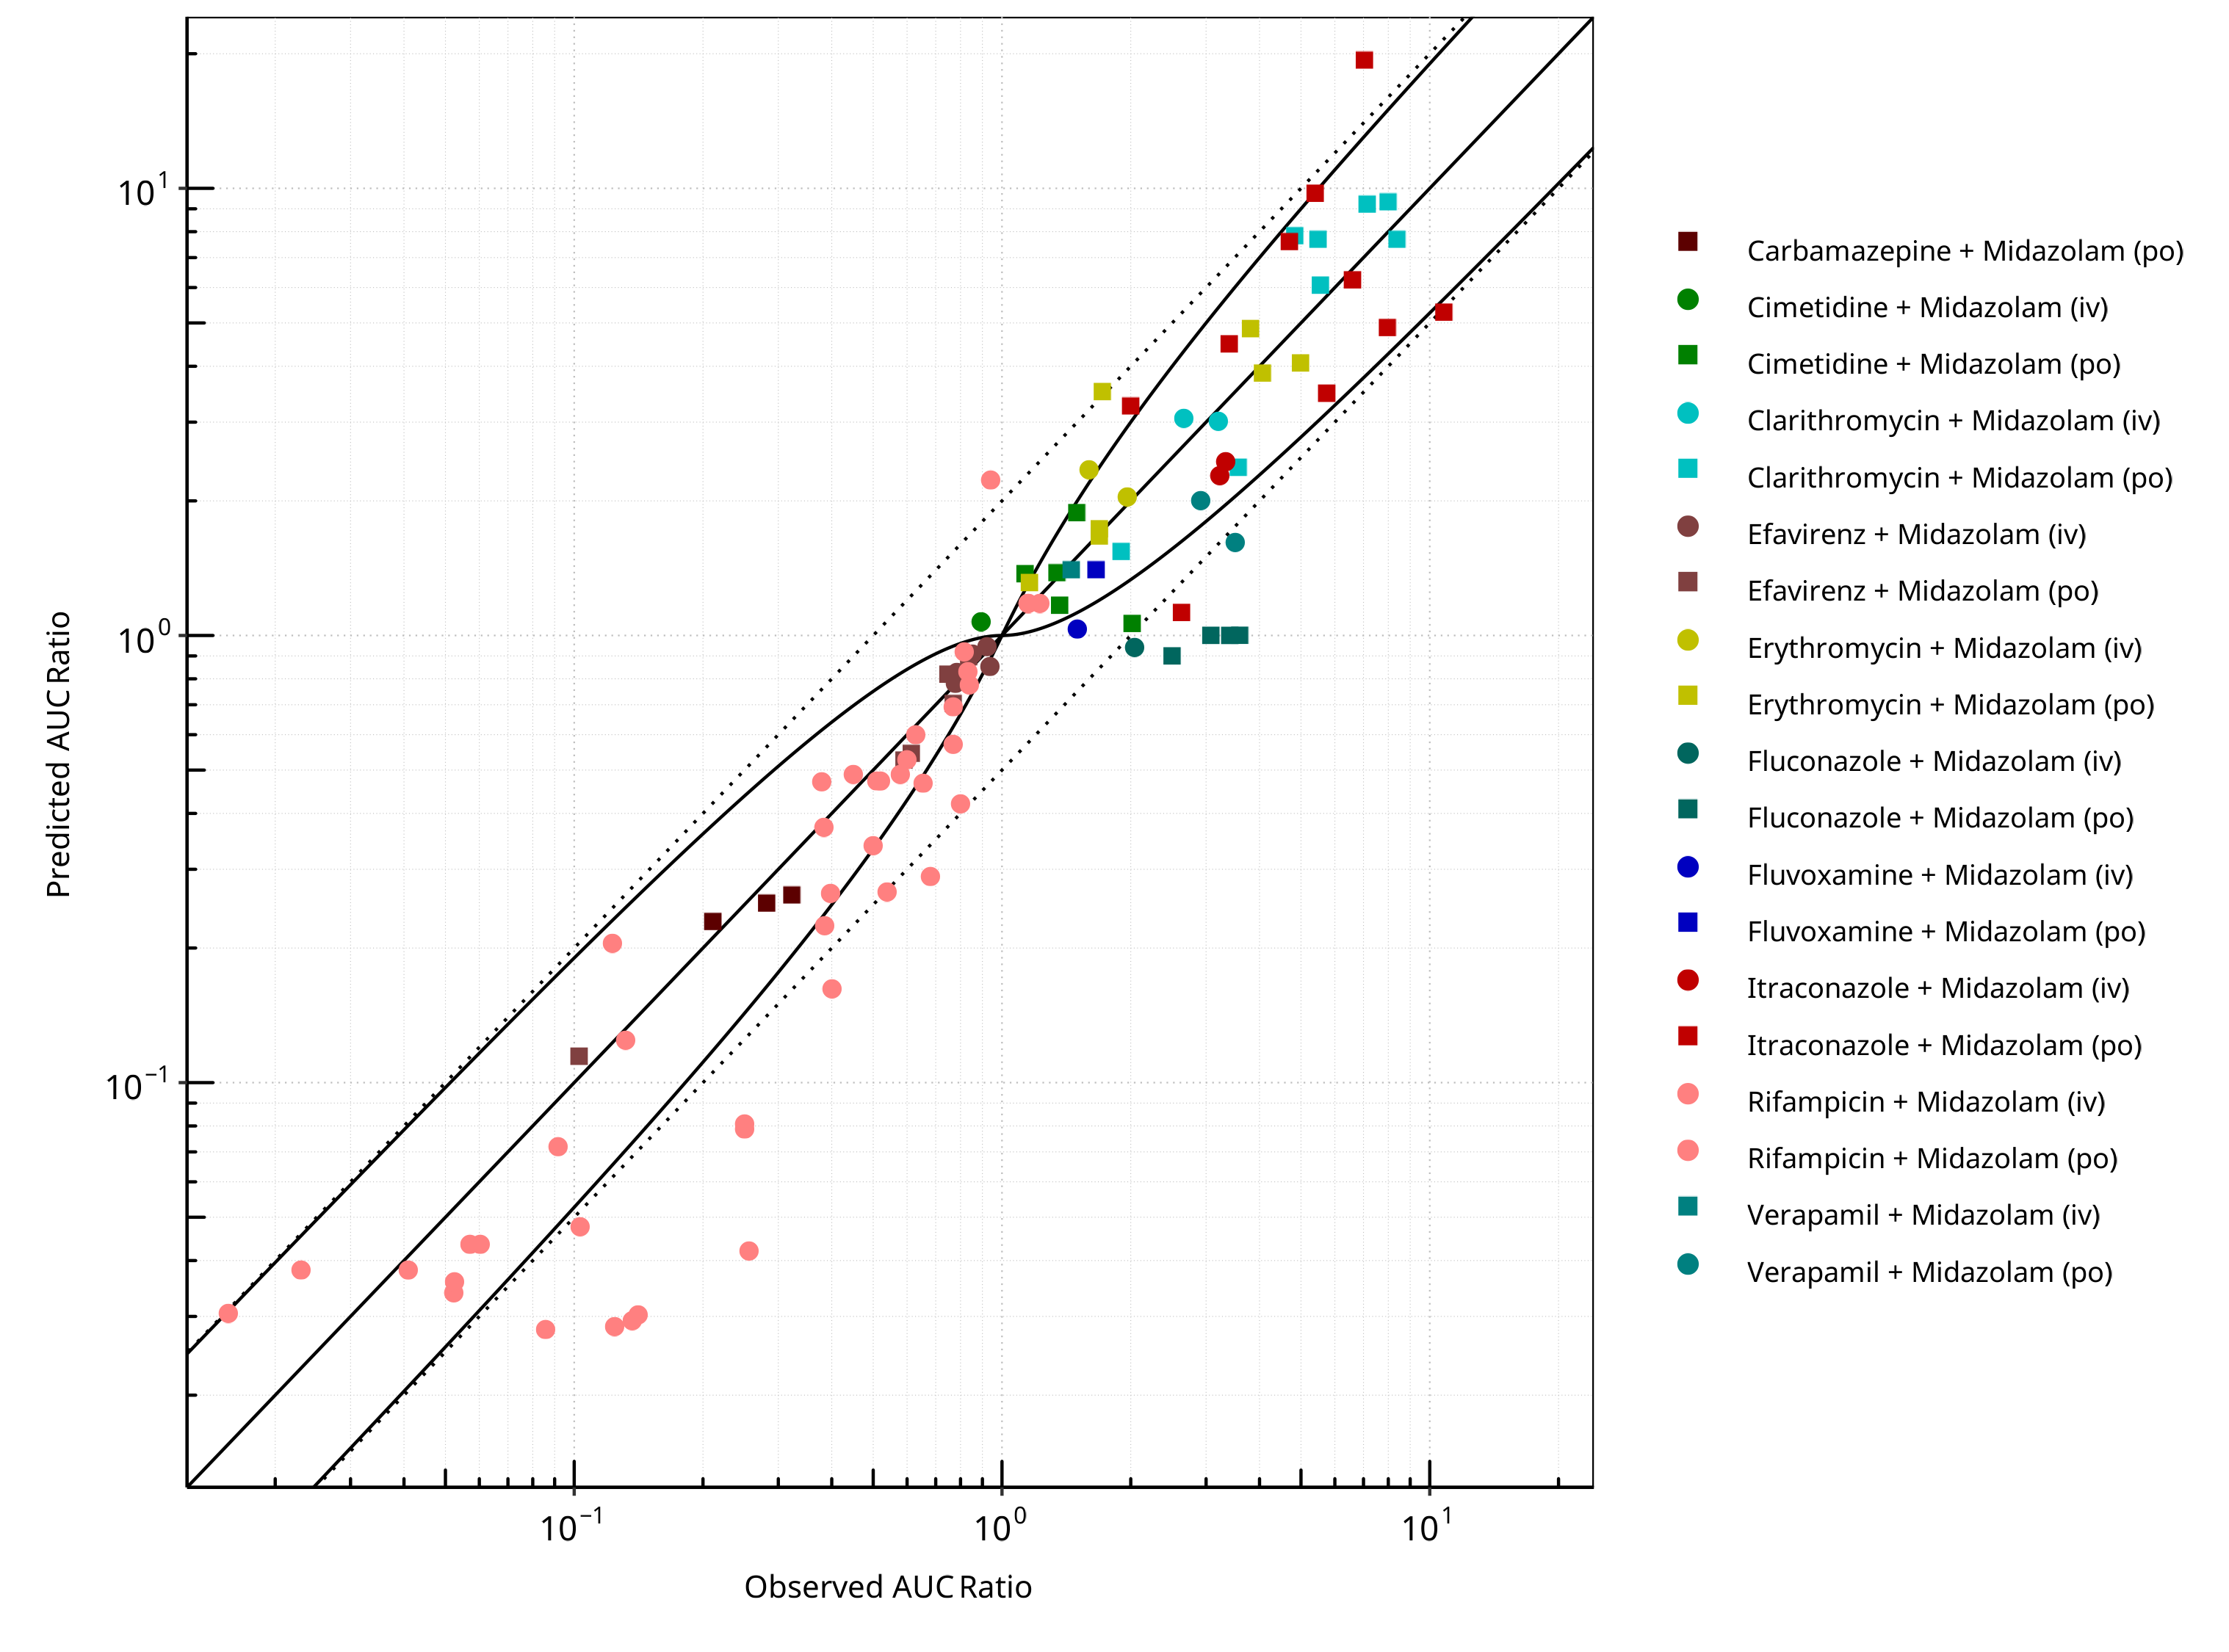 10¹
10⁰
10⁻¹
Predicted AUC Ratio
10⁻¹
10⁰
10¹
Observed AUC Ratio
Carbamazepine + Midazolam (po)
Cimetidine + Midazolam (iv)
Cimetidine + Midazolam (po)
Clarithromycin + Midazolam (iv)
Clarithromycin + Midazolam (po)
Efavirenz + Midazolam (iv)
Efavirenz + Midazolam (po)
Erythromycin + Midazolam (iv)
Erythromycin + Midazolam (po)
Fluconazole + Midazolam (iv)
Fluconazole + Midazolam (po)
Fluvoxamine + Midazolam (iv)
Fluvoxamine + Midazolam (po)
Itraconazole + Midazolam (iv)
Itraconazole + Midazolam (po)
Rifampicin + Midazolam (iv)
Rifampicin + Midazolam (po)
Verapamil + Midazolam (iv)
Verapamil + Midazolam (po)